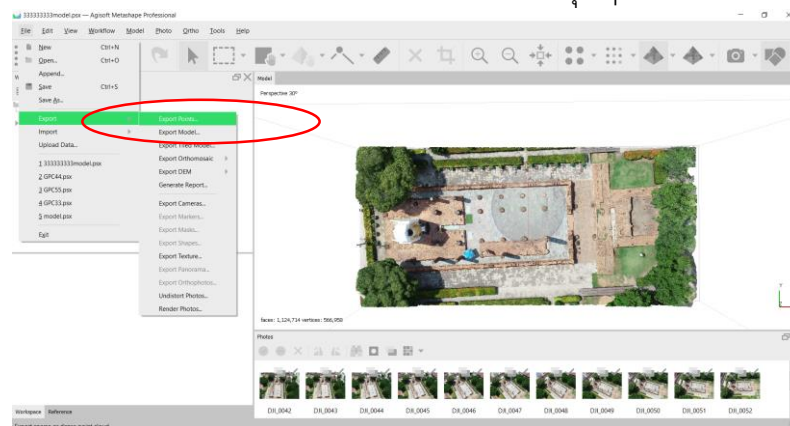 333333333model.psx — Agisoft Metashape Professional
File Edit View Workflow Model Photo Ortho Tools Help
New Ctrl+N
Open... Ctrl+O
Append...
Save Ctrl+S
Save As...
Export
Import
Upload Data...
1 333333333model.psx
2 GPC44.psx
3 GPC55.psx
4 GPC33.psx
5 model.psx
Exit
Export Points...
Export Model...
Export Tiled Model...
Export Orthomosaic
Export DEM
Generate Report...
Export Cameras...
Export Markers...
Export Masks...
Export Shapes...
Export Texture...
Export Panorama...
Export Orthophotos...
Undistort Photos...
Render Photos...
Model
Perspective 30°
faces: 1,124,714 vertices: 566,950
Photos
DJI_0042 DJI_0043 DJI_0044 DJI_0045 DJI_0046 DJI_0047 DJI_0048 DJI_0049 DJI_0050 DJI_0051 DJI_0052
Workspace Reference